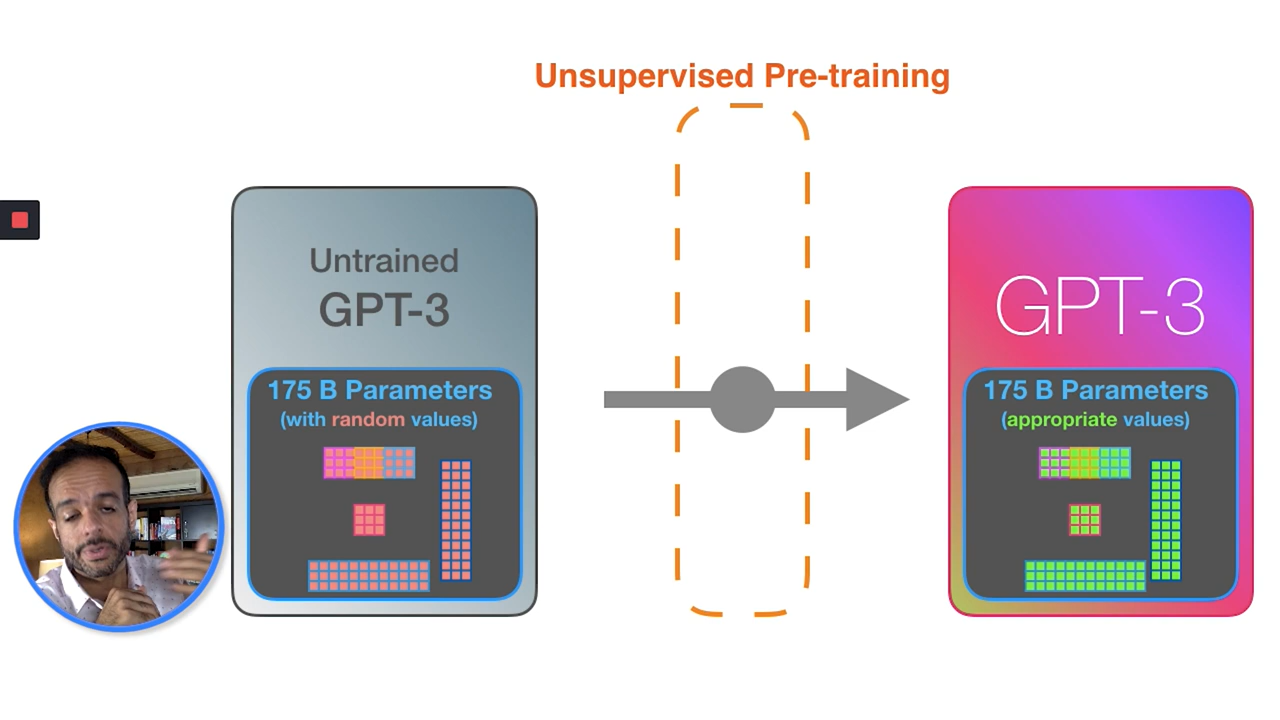 Unsupervised Pre-training
Untrained
GPT-3
175 B Parameters
(with random values)
GPT-3
175 B Parameters
(appropriate values)